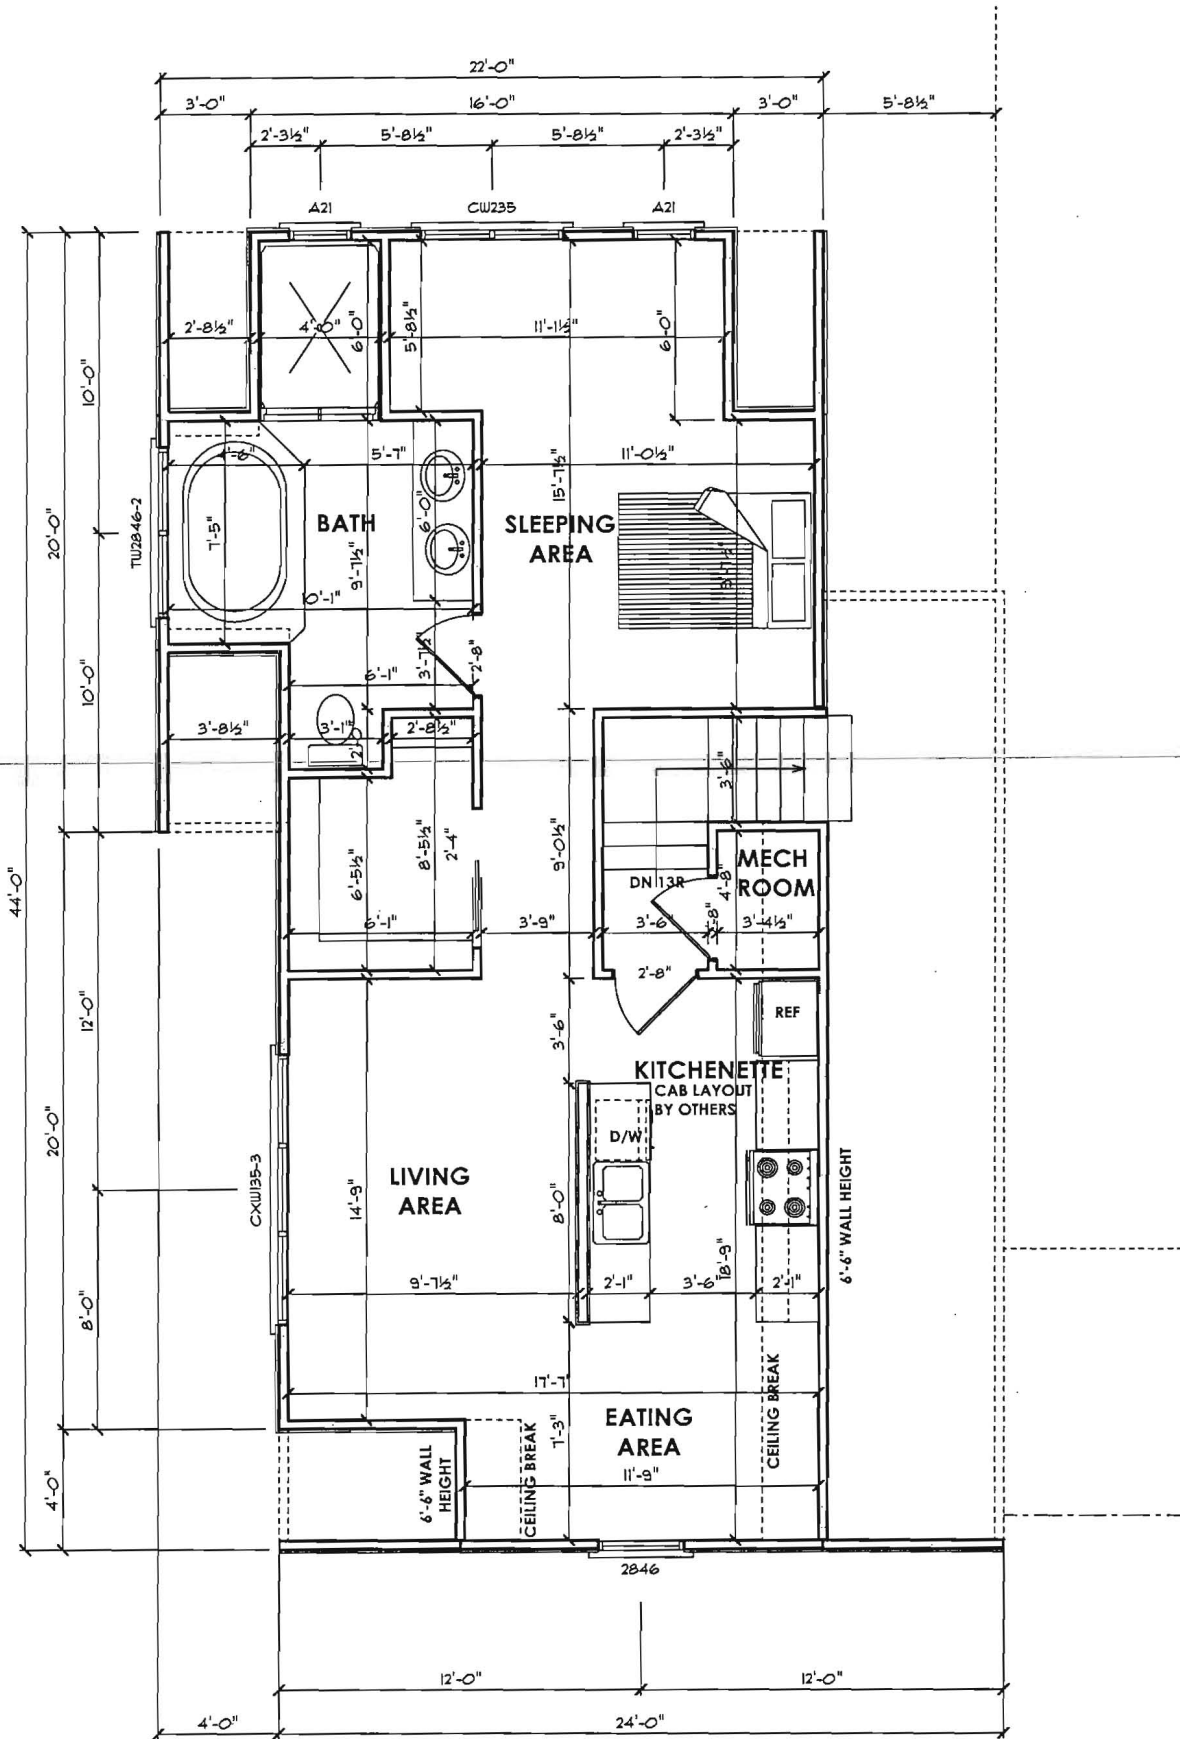 22'-0"
3'-0" 16'-0" 3'-0" 5'-8½"
2'-3½" 5'-8½" 5'-8½" 2'-3½"
A21 CW235 A21
2'-8½" 4'-0" 6'-0" 5'-8½" 11'-1½" 6'-0"
10'-0"
4'-6" 5'-7" 11'-0½"
15'-7½"
6'-0"
TW2846-2
20'-0"
7'-5"
BATH
SLEEPING
AREA
9'-7½"
10'-1"
3'-7½"
2'-8"
6'-1"
10'-0"
3'-8½" 3'-1" 2'-8½"
3'-6"
44'-0"
6'-5½"
8'-5½"
2'-4"
9'-0½"
MECH
ROOM
DN 13R
4'-8"
6'-1" 3'-9" 3'-6" 3'-4½"
2'-8"
12'-0"
3'-6"
REF
KITCHENETTE
CAB LAYOUT
BY OTHERS
D/W
20'-0"
CXW135-3
LIVING
AREA
14'-9"
8'-0"
18'-9"
6'-6" WALL HEIGHT
9'-7½" 2'-1" 3'-6" 2'-1"
8'-0"
17'-7"
EATING
AREA
7'-3"
CEILING BREAK
11'-9"
6'-6" WALL
HEIGHT
CEILING BREAK
4'-0"
2846
12'-0" 12'-0"
4'-0" 24'-0"